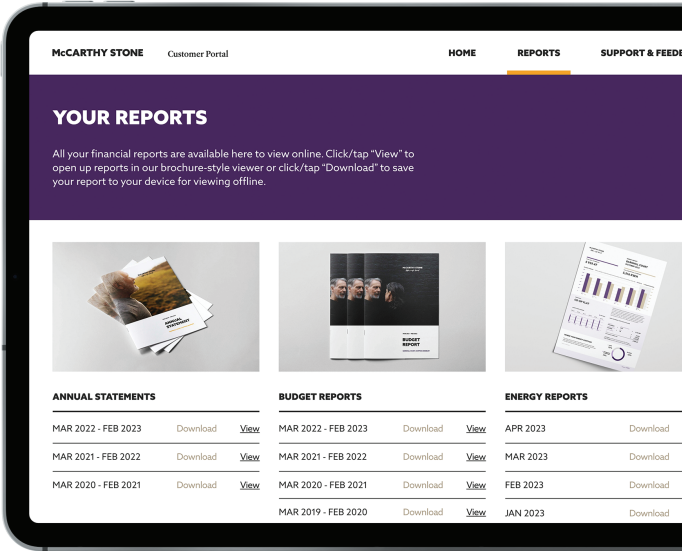 McCARTHY STONE Customer Portal HOME REPORTS SUPPORT & FEEDB
YOUR REPORTS
All your financial reports are available here to view online. Click/tap “View” to
open up reports in our brochure-style viewer or click/tap “Download” to save
your report to your device for viewing offline.
ANNUAL
STATEMENT
BUDGET
REPORT
ANNUAL STATEMENTS
MAR 2022 - FEB 2023 Download View
MAR 2021 - FEB 2022 Download View
MAR 2020 - FEB 2021 Download View
BUDGET REPORTS
MAR 2022 - FEB 2023 Download View
MAR 2021 - FEB 2022 Download View
MAR 2020 - FEB 2021 Download View
MAR 2019 - FEB 2020 Download View
ENERGY REPORTS
APR 2023 Download
MAR 2023 Download
FEB 2023 Download
JAN 2023 Download